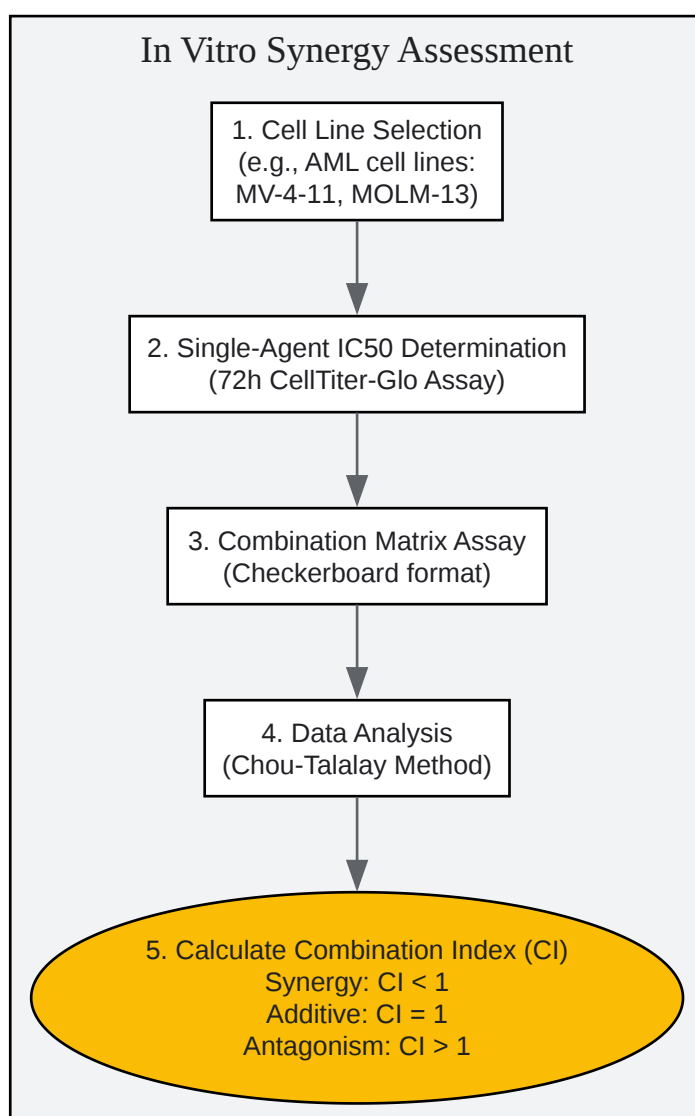 In Vitro Synergy Assessment
1. Cell Line Selection
(e.g., AML cell lines:
MV-4-11, MOLM-13)
2. Single-Agent IC50 Determination
(72h CellTiter-Glo Assay)
3. Combination Matrix Assay
(Checkerboard format)
4. Data Analysis
(Chou-Talalay Method)
5. Calculate Combination Index (CI)
Synergy: CI < 1
Additive: CI = 1
Antagonism: CI > 1